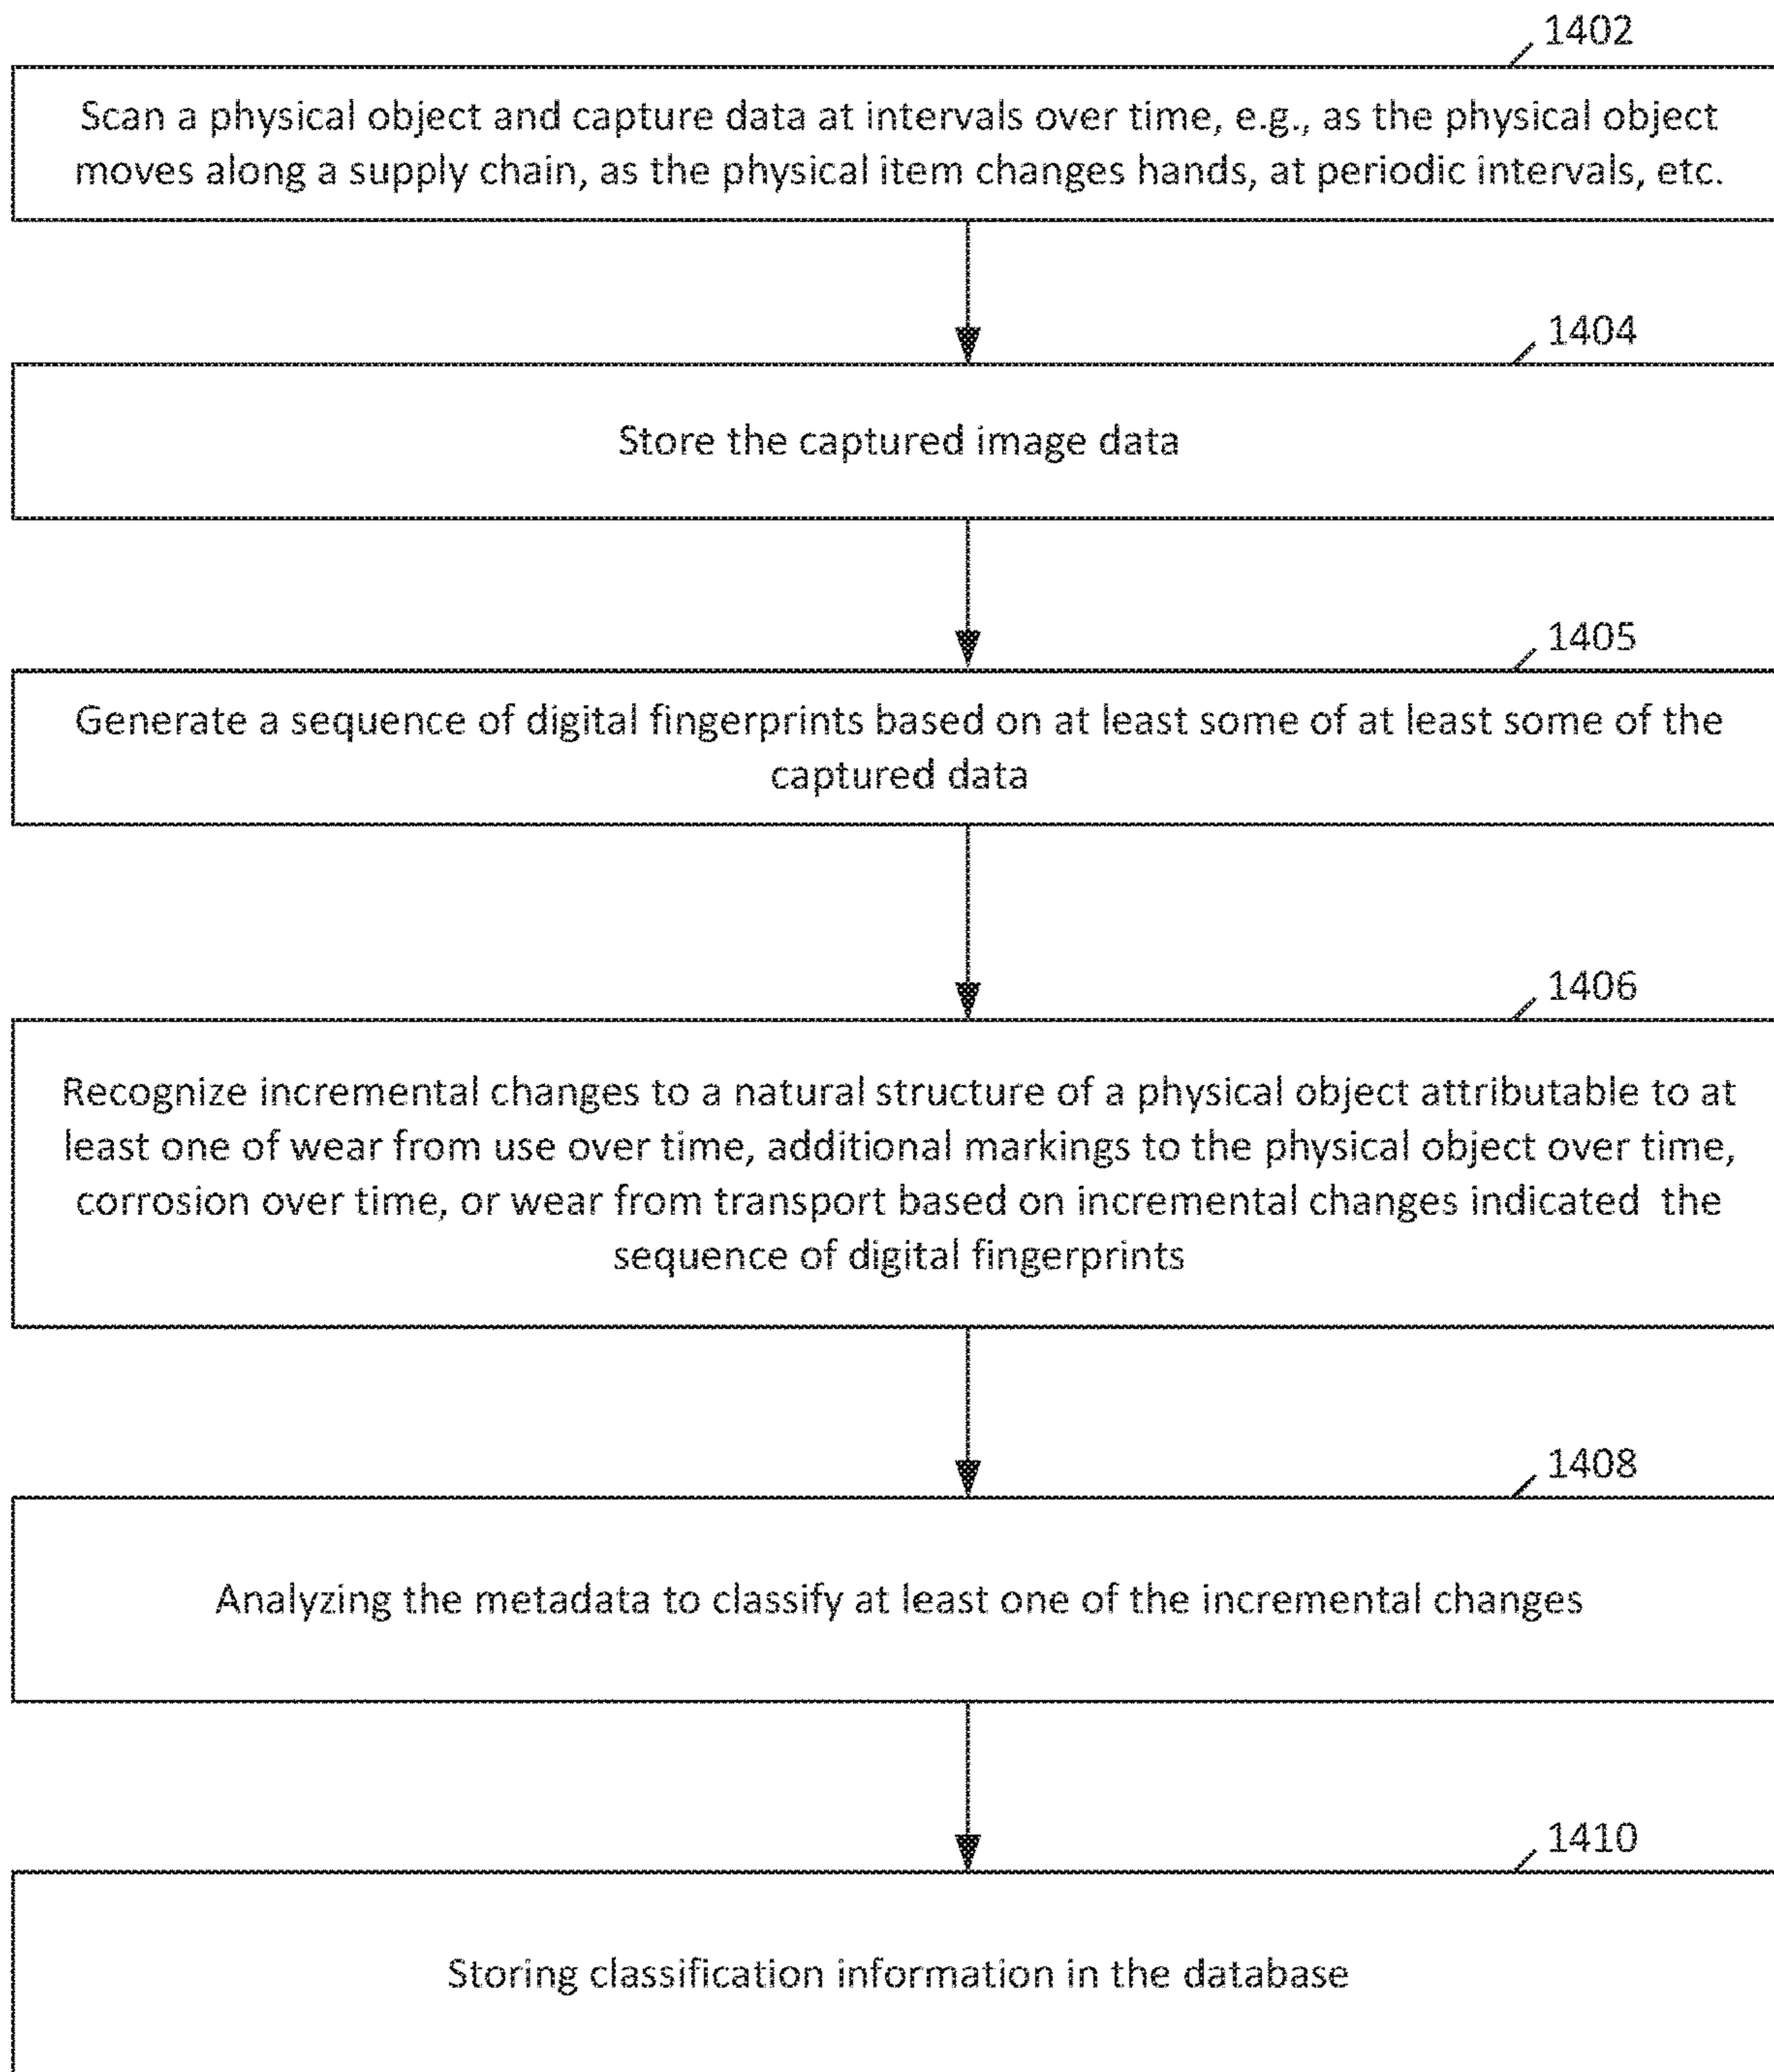 1402
Scan a physical object and capture data at intervals over time, e.g., as the physical object
moves along a supply chain, as the physical item changes hands, at periodic intervals, etc.
1404
Store the captured image data
1405
Generate a sequence of digital fingerprints based on at least some of at least some of the
captured data
1406
Recognize incremental changes to a natural structure of a physical object attributable to at
least one of wear from use over time, additional markings to the physical object over time,
corrosion over time, or wear from transport based on incremental changes indicated the
sequence of digital fingerprints
1408
Analyzing the metadata to classify at least one of the incremental changes
1410
Storing classification information in the database